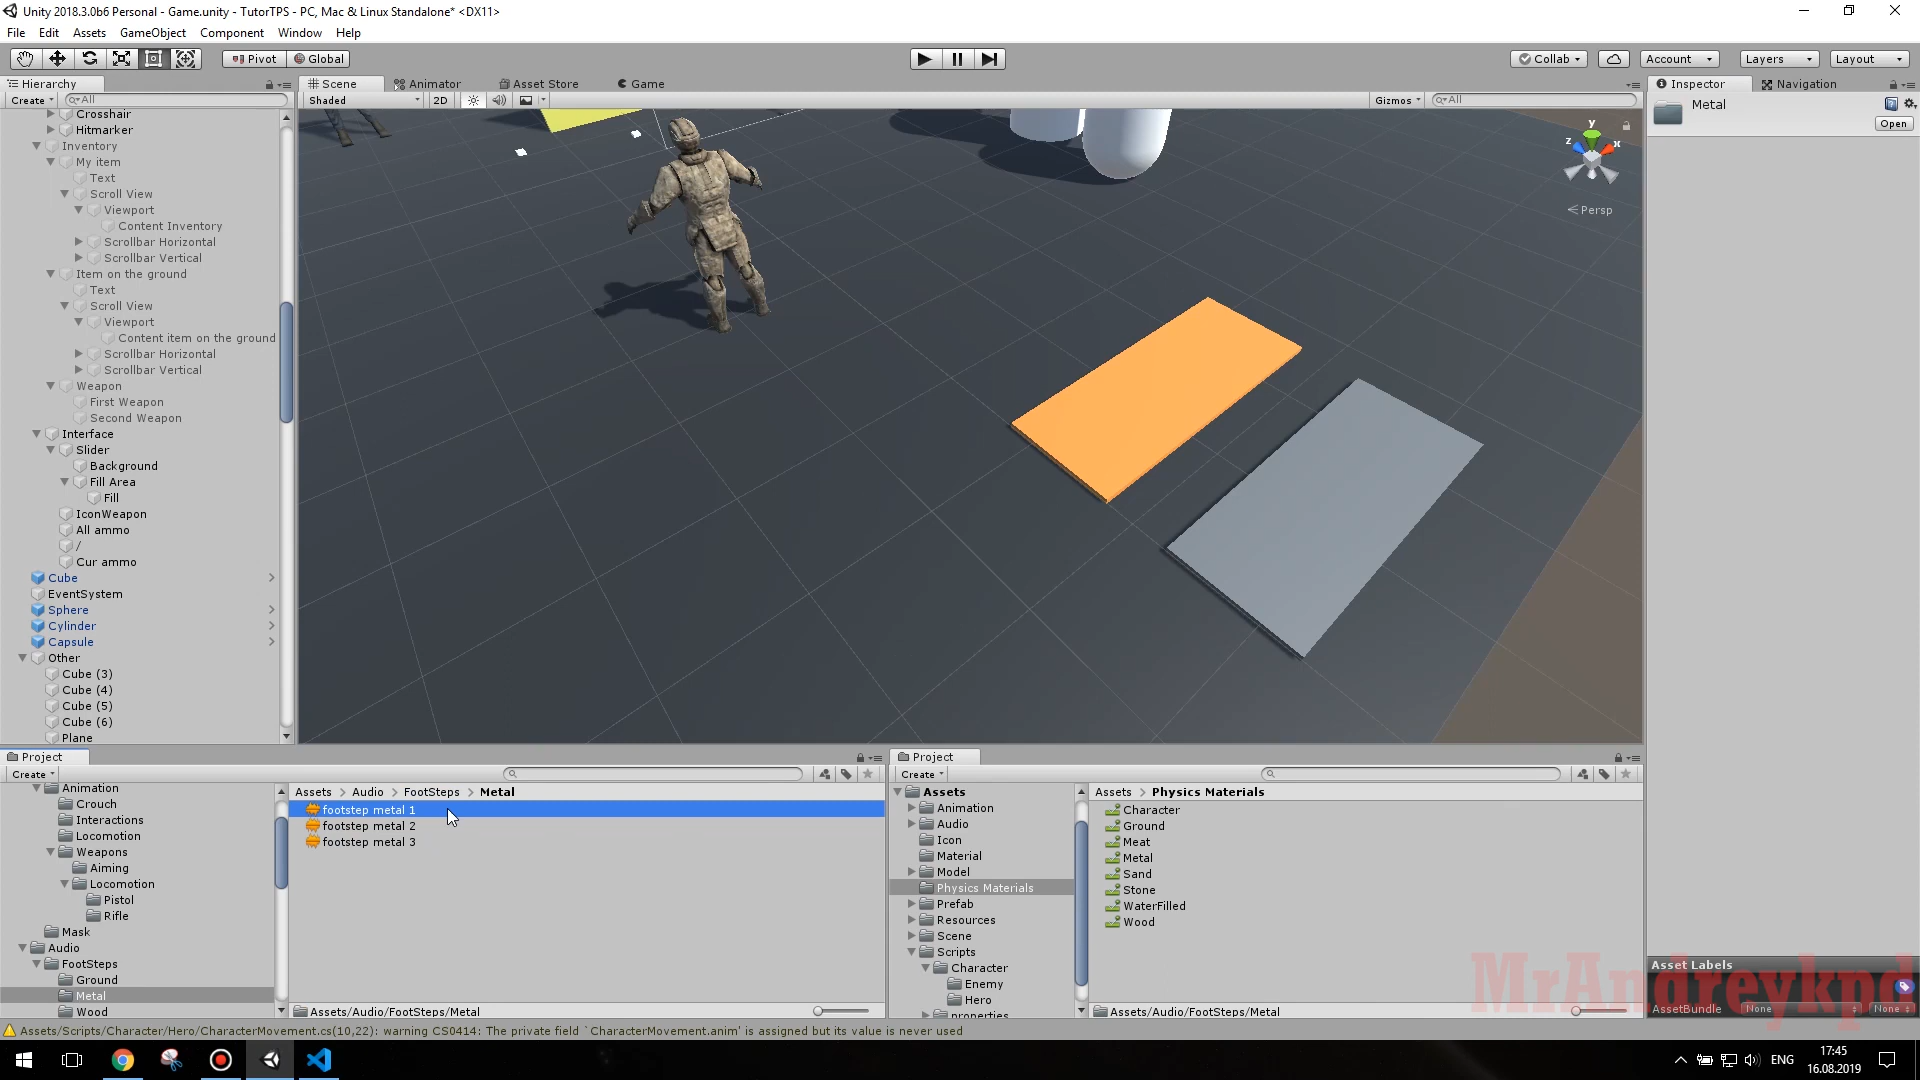 Unity 2018.3.0b6 Personal - Game.unity - TutorTPS - PC, Mac & Linux Standalone* <DX11>
File Edit Assets GameObject Component Window Help
Pivot Global Collab Account Layers Layout
Hierarchy
Create All
Crosshair
Hitmarker
Inventory
My item
Text
Scroll View
Viewport
Content Inventory
Scrollbar Horizontal
Scrollbar Vertical
Item on the ground
Text
Scroll View
Viewport
Content item on the ground
Scrollbar Horizontal
Scrollbar Vertical
Weapon
First Weapon
Second Weapon
Interface
Slider
Background
Fill Area
Fill
IconWeapon
All ammo
/
Cur ammo
Cube
EventSystem
Sphere
Cylinder
Capsule
Other
Cube (3)
Cube (4)
Cube (5)
Cube (6)
Plane
Scene Animator Asset Store Game
Shaded 2D Gizmos All
y
z x
Persp
Inspector Navigation
Metal
Open
Project
Create
Animation
Crouch
Interactions
Locomotion
Weapons
Aiming
Locomotion
Pistol
Rifle
Mask
Audio
FootSteps
Ground
Metal
Wood
Assets > Audio > FootSteps > Metal
footstep metal 1
footstep metal 2
footstep metal 3
Assets/Audio/FootSteps/Metal
Project
Create
Assets
Animation
Audio
Icon
Material
Model
Physics Materials
Prefab
Resources
Scene
Scripts
Character
Enemy
Hero
properties
Assets > Physics Materials
Character
Ground
Meat
Metal
Sand
Stone
WaterFilled
Wood
Assets/Audio/FootSteps/Metal
MrAndreykpd
Asset Labels
AssetBundle None None
Assets/Scripts/Character/Hero/CharacterMovement.cs(10,22): warning CS0414: The private field `CharacterMovement.anim' is assigned but its value is never used
ENG
17:45
16.08.2019